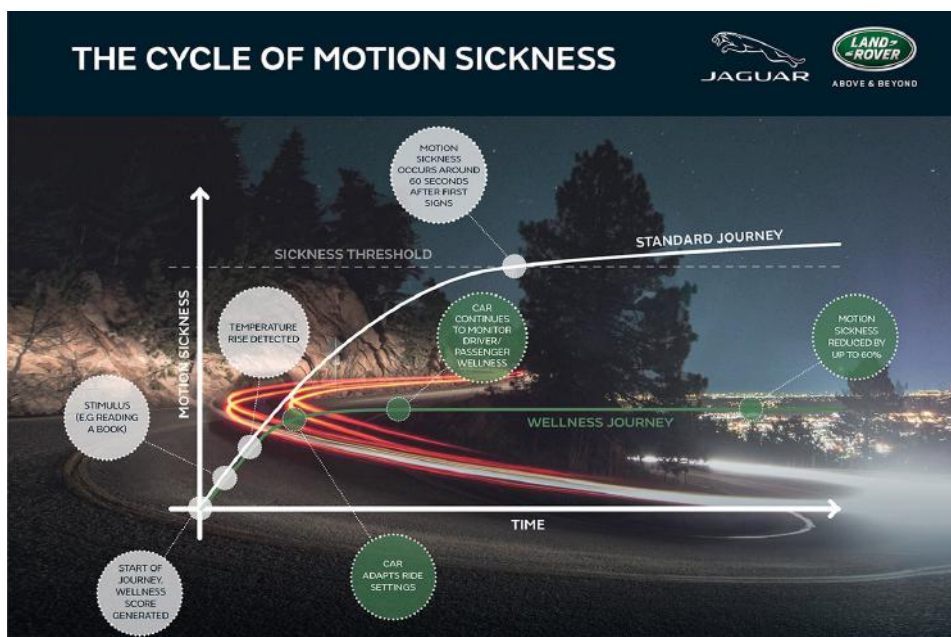 THE CYCLE OF MOTION SICKNESS
JAGUAR
LAND
ROVER
ABOVE & BEYOND
MOTION
SICKNESS
OCCURS AROUND
60 SECONDS
AFTER FIRST
SIGNS
STANDARD JOURNEY
SICKNESS THRESHOLD
MOTION SICKNESS
TEMPERATURE
RISE DETECTED
CAR
CONTINUES
TO MONITOR
DRIVER/
PASSENGER
WELLNESS
MOTION
SICKNESS
REDUCED BY
UP TO 60%
STIMULUS
(E.G READING
A BOOK)
WELLNESS JOURNEY
TIME
START OF
JOURNEY.
WELLNESS
SCORE
GENERATED
CAR
ADAPTS RIDE
SETTINGS